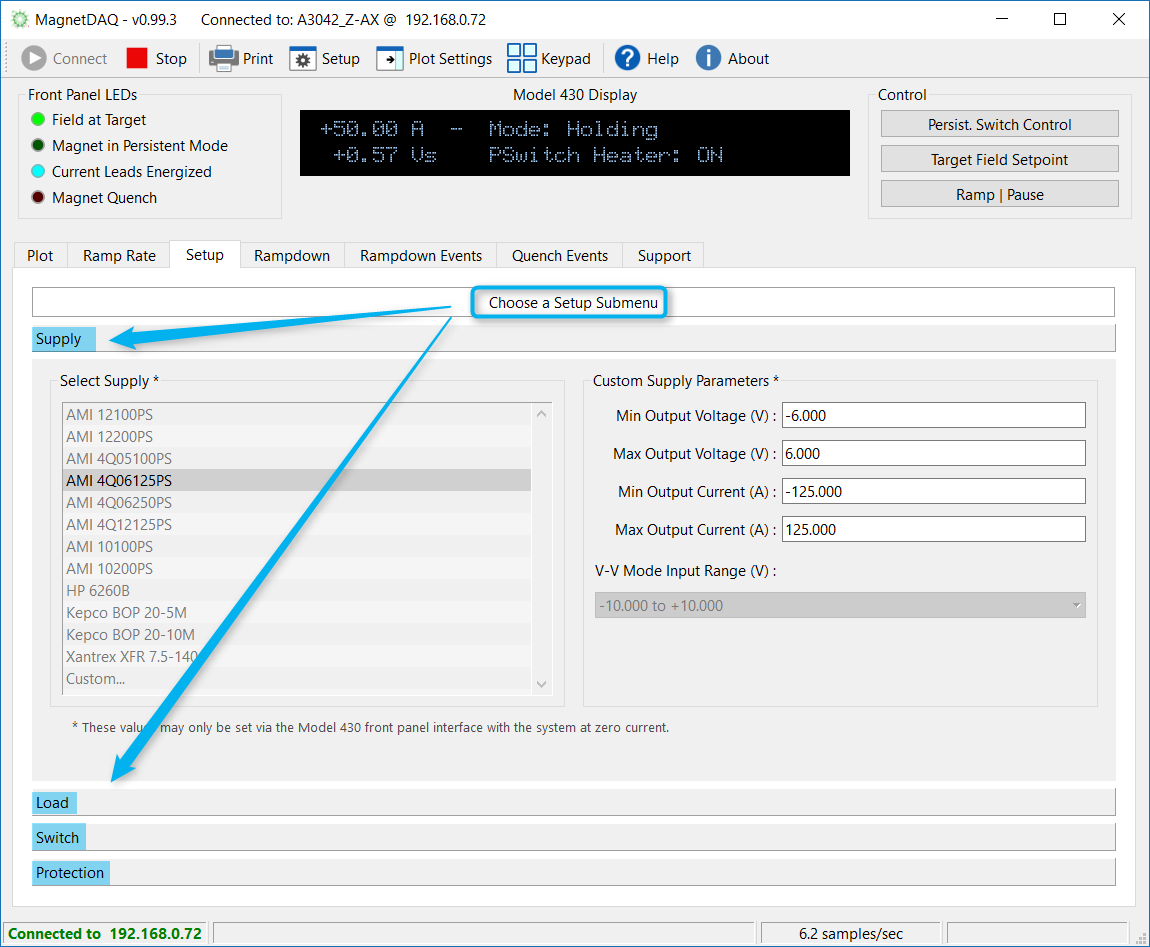 MagnetDAQ - v0.99.3 Connected to: A3042_Z-AX @ 192.168.0.72
Connect Stop Print Setup Plot Settings Keypad Help About
Front Panel LEDs
Field at Target
Magnet in Persistent Mode
Current Leads Energized
Magnet Quench
Model 430 Display
+50.00 A - Mode: Holding
+0.57 Vs PSwitch Heater: ON
Control
Persist. Switch Control
Target Field Setpoint
Ramp | Pause
Plot Ramp Rate Setup Rampdown Rampdown Events Quench Events Support
Choose a Setup Submenu
Supply
Select Supply *
AMI 12100PS
AMI 12200PS
AMI 4Q05100PS
AMI 4Q06125PS
AMI 4Q06250PS
AMI 4Q12125PS
AMI 10100PS
AMI 10200PS
HP 6260B
Kepco BOP 20-5M
Kepco BOP 20-10M
Xantrex XFR 7.5-140
Custom...
Custom Supply Parameters *
Min Output Voltage (V) : -6.000
Max Output Voltage (V) : 6.000
Min Output Current (A) : -125.000
Max Output Current (A) : 125.000
V-V Mode Input Range (V) :
-10.000 to +10.000
* These values may only be set via the Model 430 front panel interface with the system at zero current.
Load
Switch
Protection
Connected to 192.168.0.72 6.2 samples/sec